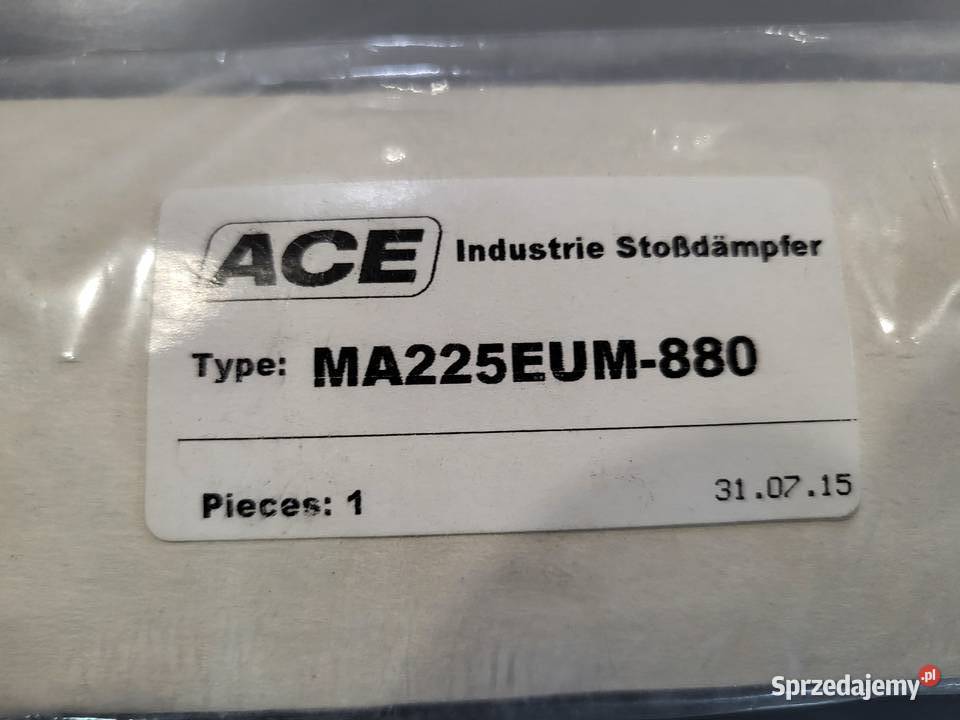 ACE Industrie Stoßdämpfer
Type: MA225EUM-880
Pieces: 1 31.07.15
Sprzedajemy.pl